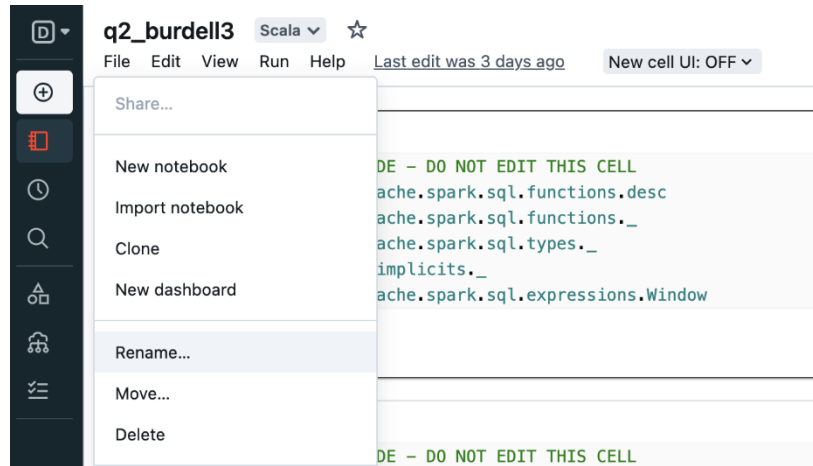 D
q2_burdell3 Scala
File Edit View Run Help Last edit was 3 days ago New cell UI: OFF
Share...
New notebook
Import notebook
Clone
New dashboard
Rename...
Move...
Delete
DE – DO NOT EDIT THIS CELL
ache.spark.sql.functions.desc
ache.spark.sql.functions._
ache.spark.sql.types._
implicits._
ache.spark.sql.expressions.Window
DE – DO NOT EDIT THIS CELL